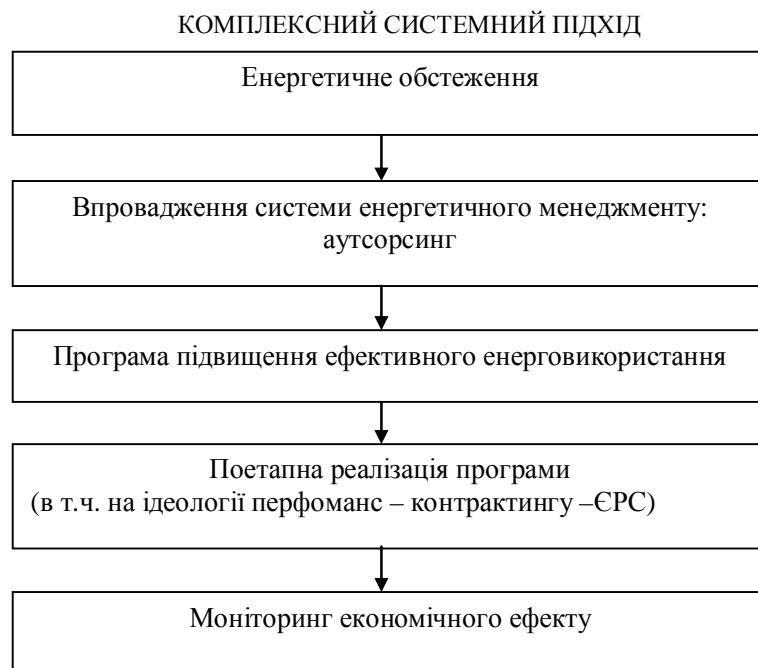 КОМПЛЕКСНИЙ СИСТЕМНИЙ ПІДХІД
Енергетичне обстеження
Впровадження системи енергетичного менеджменту:
аутсорсинг
Програма підвищення ефективного енерговикористання
Поетапна реалізація програми
(в т.ч. на ідеології перфоманс – контрактингу –ЄРС)
Моніторинг економічного ефекту